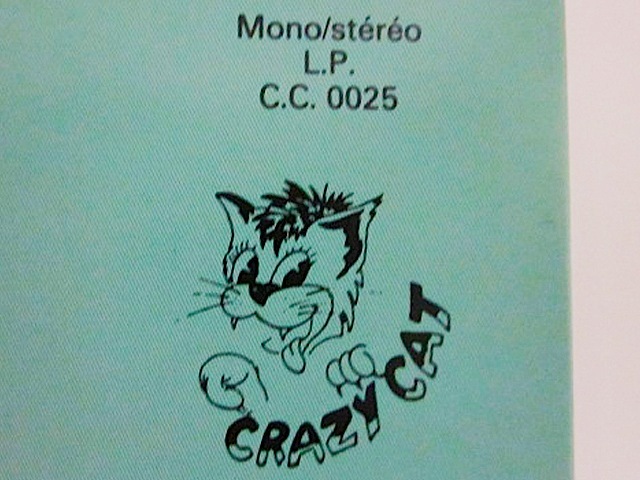 Mono/stéréo
L.P.
C.C. 0025
CRAZY CAT